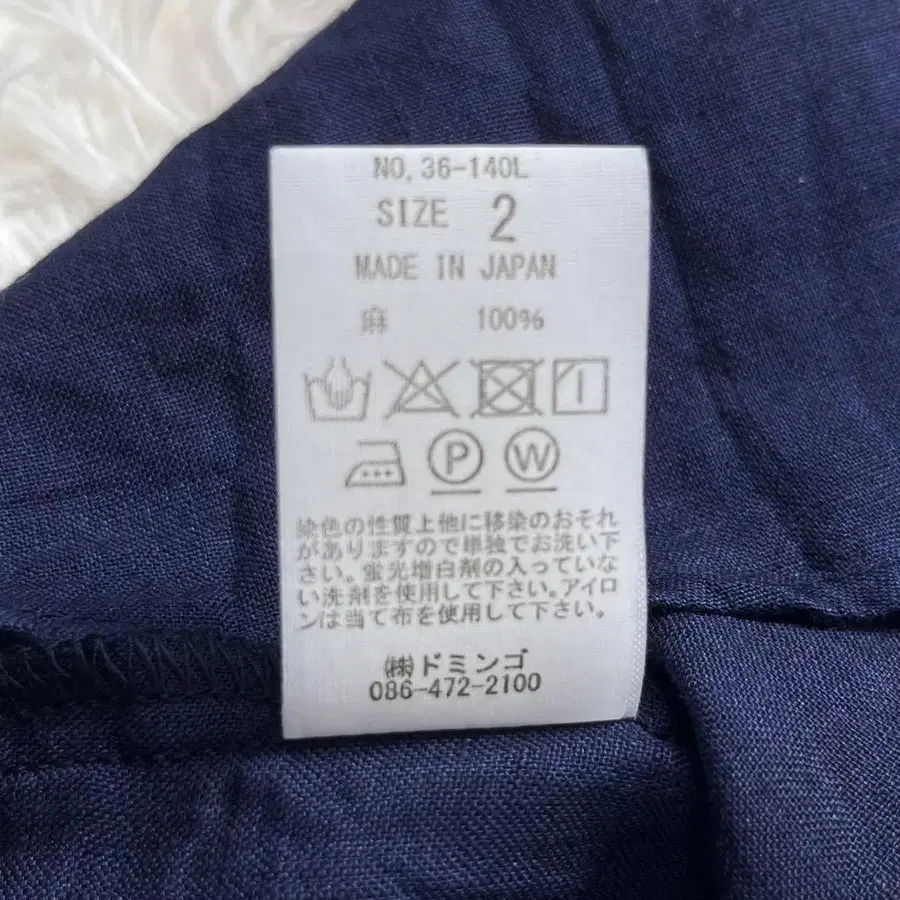 NO, 36-140L
SIZE 2
MADE IN JAPAN
麻 100%
P W
染色の性質上他に移染のおそれ
がありますので単独でお洗い下
さい。蛍光増白剤の入っていな
い洗剤を使用して下さい。アイロ
ンは当て布を使用して下さい。
㈱ドミンゴ
086-472-2100